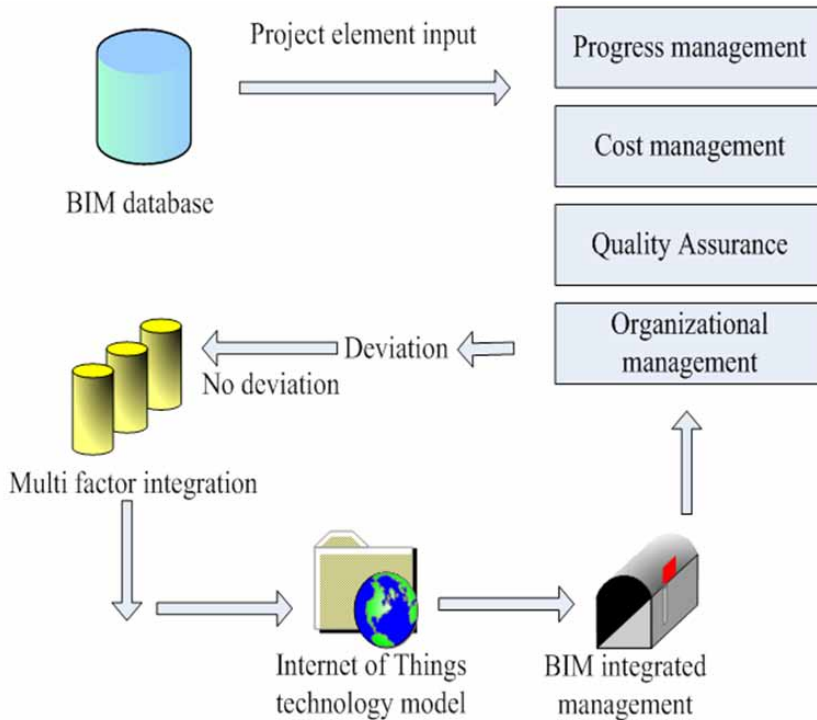 Project element input
Progress management
Cost management
BIM database
Quality Assurance
Organizational
management
Deviation
No deviation
Multi factor integration
Internet of Things
technology model
BIM integrated
management